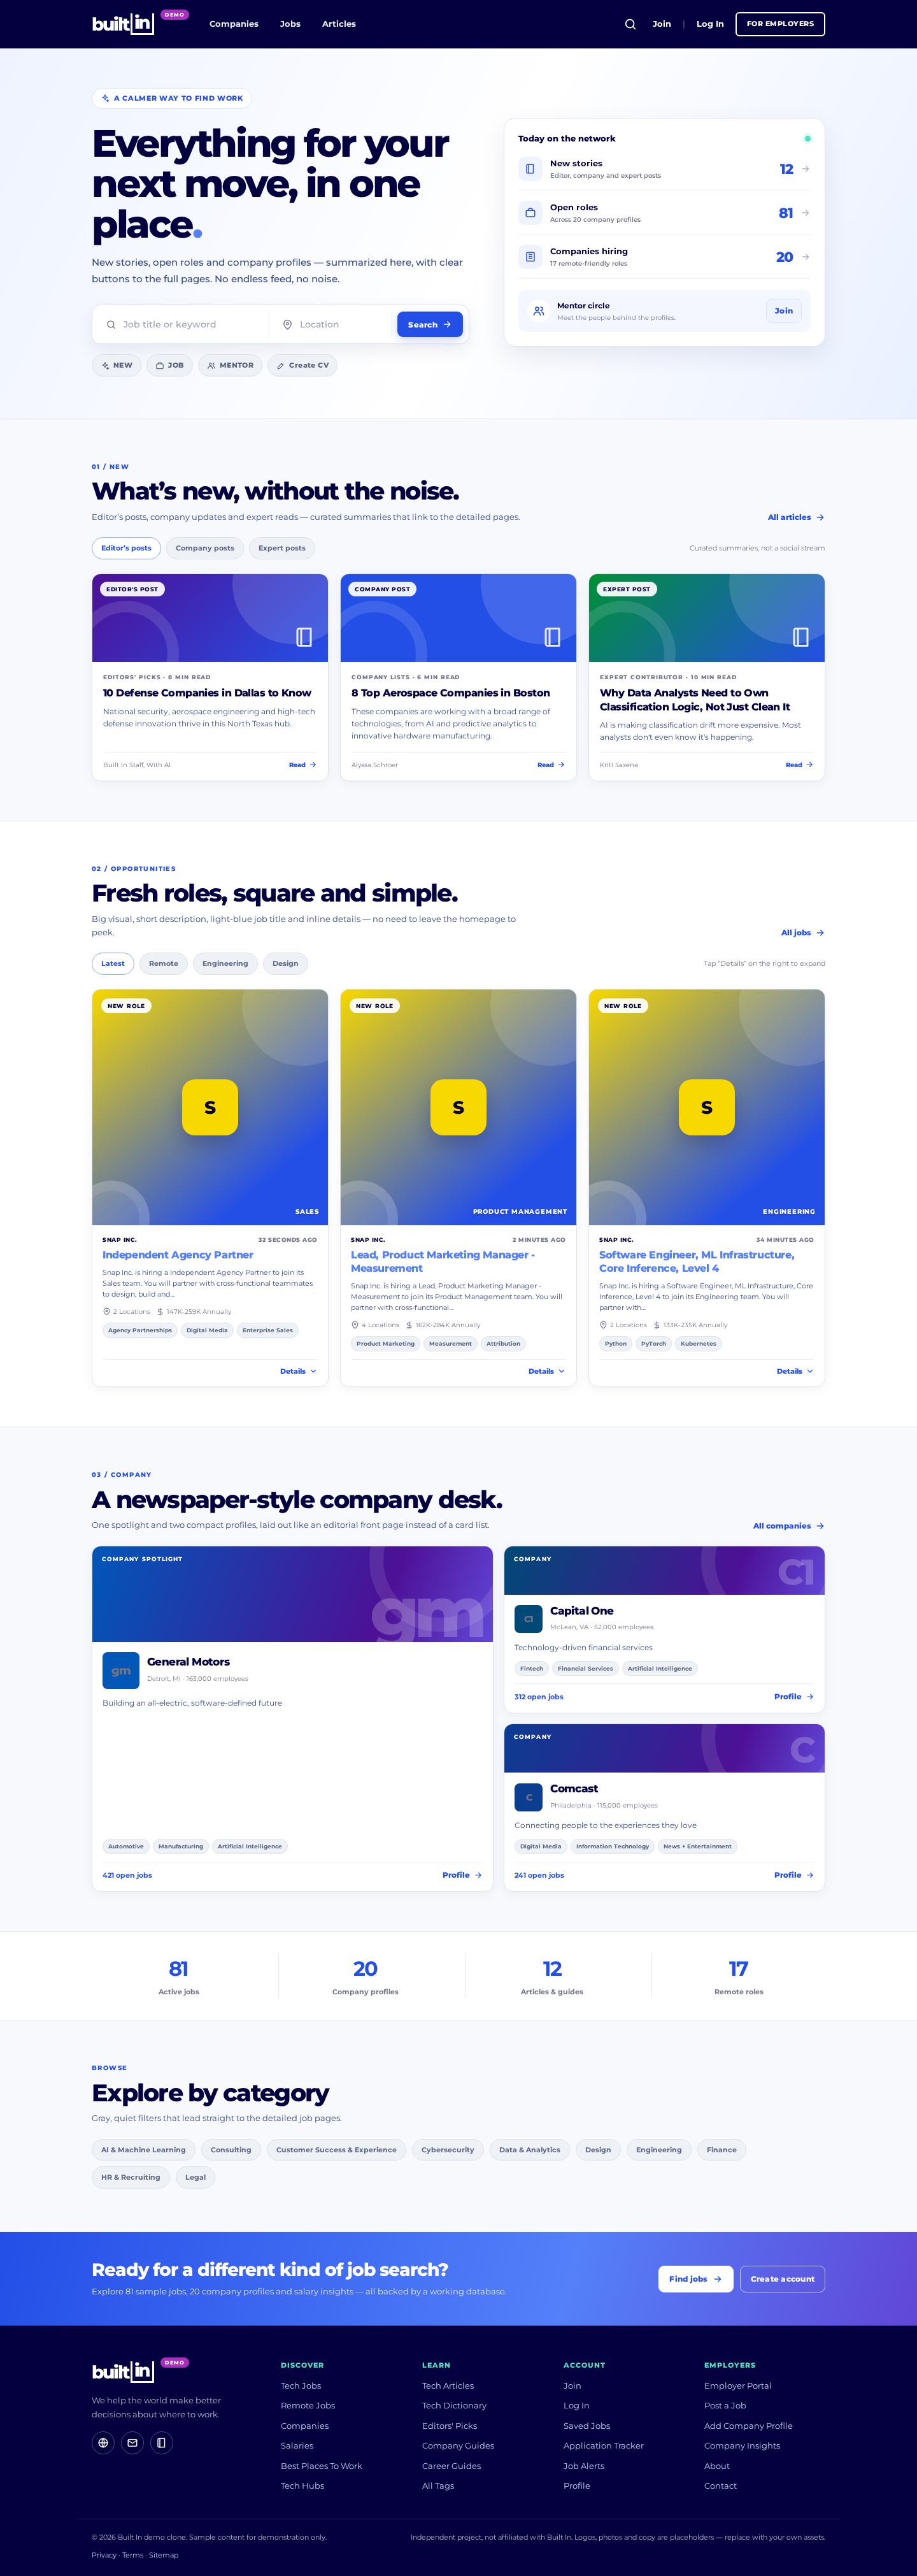 built in DEMO
Companies Jobs Articles
Join | Log In FOR EMPLOYERS
A CALMER WAY TO FIND WORK
Everything for your
next move, in one
place.
New stories, open roles and company profiles — summarized here, with clear
buttons to the full pages. No endless feed, no noise.
Job title or keyword Location Search
NEW JOB MENTOR Create CV
Today on the network
New stories
Editor, company and expert posts
12
Open roles
Across 20 company profiles
81
Companies hiring
17 remote-friendly roles
20
Mentor circle
Meet the people behind the profiles.
Join
01 / NEW
What's new, without the noise.
Editor's posts, company updates and expert reads — curated summaries that link to the detailed pages.
All articles
Editor's posts Company posts Expert posts
Curated summaries, not a social stream
EDITOR'S POST
EDITORS' PICKS · 8 MIN READ
10 Defense Companies in Dallas to Know
National security, aerospace engineering and high-tech
defense innovation thrive in this North Texas hub.
Built In Staff, With AI Read
COMPANY POST
COMPANY LISTS · 6 MIN READ
8 Top Aerospace Companies in Boston
These companies are working with a broad range of
technologies, from AI and predictive analytics to
innovative hardware manufacturing.
Alyssa Schroer Read
EXPERT POST
EXPERT CONTRIBUTOR · 10 MIN READ
Why Data Analysts Need to Own
Classification Logic, Not Just Clean It
AI is making classification drift more expensive. Most
analysts don't even know it's happening.
Kriti Saxena Read
02 / OPPORTUNITIES
Fresh roles, square and simple.
Big visual, short description, light-blue job title and inline details — no need to leave the homepage to
peek.
All jobs
Latest Remote Engineering Design
Tap "Details" on the right to expand
NEW ROLE
S
SALES
SNAP INC. 32 SECONDS AGO
Independent Agency Partner
Snap Inc. is hiring a Independent Agency Partner to join its
Sales team. You will partner with cross-functional teammates
to design, build and...
2 Locations 147K-259K Annually
Agency Partnerships Digital Media Enterprise Sales
Details
NEW ROLE
S
PRODUCT MANAGEMENT
SNAP INC. 2 MINUTES AGO
Lead, Product Marketing Manager -
Measurement
Snap Inc. is hiring a Lead, Product Marketing Manager -
Measurement to join its Product Management team. You will
partner with cross-functional...
4 Locations 162K-284K Annually
Product Marketing Measurement Attribution
Details
NEW ROLE
S
ENGINEERING
SNAP INC. 34 MINUTES AGO
Software Engineer, ML Infrastructure,
Core Inference, Level 4
Snap Inc. is hiring a Software Engineer, ML Infrastructure, Core
Inference, Level 4 to join its Engineering team. You will
partner with...
2 Locations 133K-235K Annually
Python PyTorch Kubernetes
Details
03 / COMPANY
A newspaper-style company desk.
One spotlight and two compact profiles, laid out like an editorial front page instead of a card list.
All companies
COMPANY SPOTLIGHT
gm
gm
General Motors
Detroit, MI · 163,000 employees
Building an all-electric, software-defined future
Automotive Manufacturing Artificial Intelligence
421 open jobs Profile
COMPANY
C1
C1
Capital One
McLean, VA · 52,000 employees
Technology-driven financial services
Fintech Financial Services Artificial Intelligence
312 open jobs Profile
COMPANY
C
C
Comcast
Philadelphia · 115,000 employees
Connecting people to the experiences they love
Digital Media Information Technology News + Entertainment
241 open jobs Profile
81
Active jobs
20
Company profiles
12
Articles & guides
17
Remote roles
BROWSE
Explore by category
Gray, quiet filters that lead straight to the detailed job pages.
AI & Machine Learning Consulting Customer Success & Experience Cybersecurity Data & Analytics Design Engineering Finance
HR & Recruiting Legal
Ready for a different kind of job search?
Explore 81 sample jobs, 20 company profiles and salary insights — all backed by a working database.
Find jobs Create account
built in DEMO
We help the world make better
decisions about where to work.
DISCOVER
Tech Jobs
Remote Jobs
Companies
Salaries
Best Places To Work
Tech Hubs
LEARN
Tech Articles
Tech Dictionary
Editors' Picks
Company Guides
Career Guides
All Tags
ACCOUNT
Join
Log In
Saved Jobs
Application Tracker
Job Alerts
Profile
EMPLOYERS
Employer Portal
Post a Job
Add Company Profile
Company Insights
About
Contact
© 2026 Built In demo clone. Sample content for demonstration only.
Independent project, not affiliated with Built In. Logos, photos and copy are placeholders — replace with your own assets.
Privacy · Terms · Sitemap